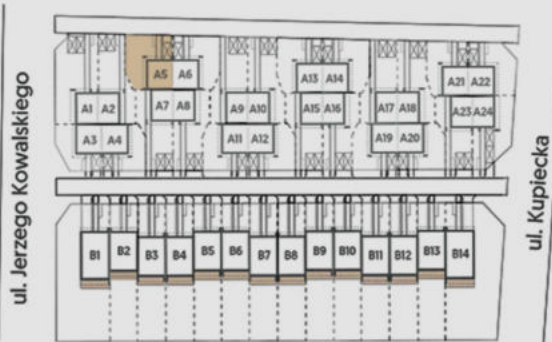 ul. Jerzego Kowalskiego
A5 A6
A13 A14
A21 A22
A1 A2
A7 A8
A9 A10
A15 A16
A17 A18
A23 A24
A3 A4
A11 A12
A19 A20
ul. Kupiecka
B1 B2 B3 B4 B5 B6 B7 B8 B9 B10 B11 B12 B13 B14